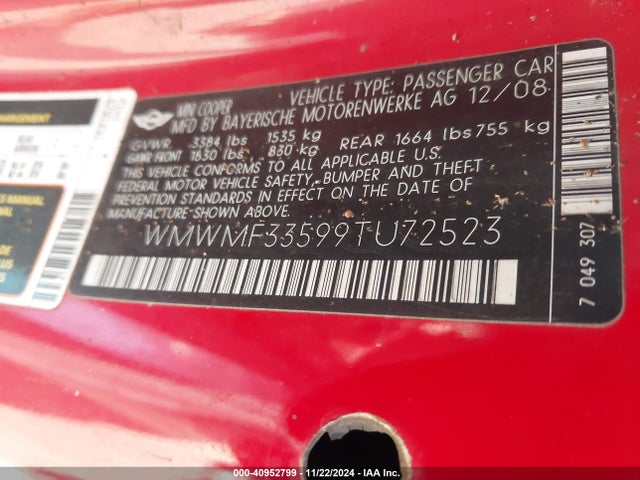 MINI COOPER VEHICLE TYPE: PASSENGER CAR
MFD BY BAYERISCHE MOTORENWERKE AG 12/08
GVWR 3384 lbs 1535 kg
GAWR FRONT 1630 lbs 830 kg REAR 1664 lbs 755 kg
THIS VEHICLE CONFORMS TO ALL APPLICABLE U.S.
FEDERAL MOTOR VEHICLE SAFETY, BUMPER AND THEFT
PREVENTION STANDARDS IN EFFECT ON THE DATE OF
MANUFACTURE SHOWN ABOVE.
WMWMF33599TU72523
7 049 307
MANUAL
000-40952799 - 11/22/2024 - IAA Inc.